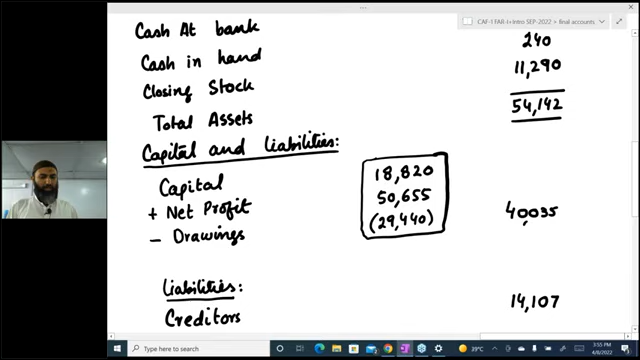 CAF-1 FAR-I+Intro SEP-2022 > final accounts
Cash At bank
Cash in hand 240
Closing Stock 11,290
Total Assets 54,142
Capital and Liabilities:
Capital 18,820
+ Net Profit 50,655 40,035
- Drawings (29,440)
Liabilities:
Creditors 14,107
Type here to search
29°C
3:55 PM
4/8/2022